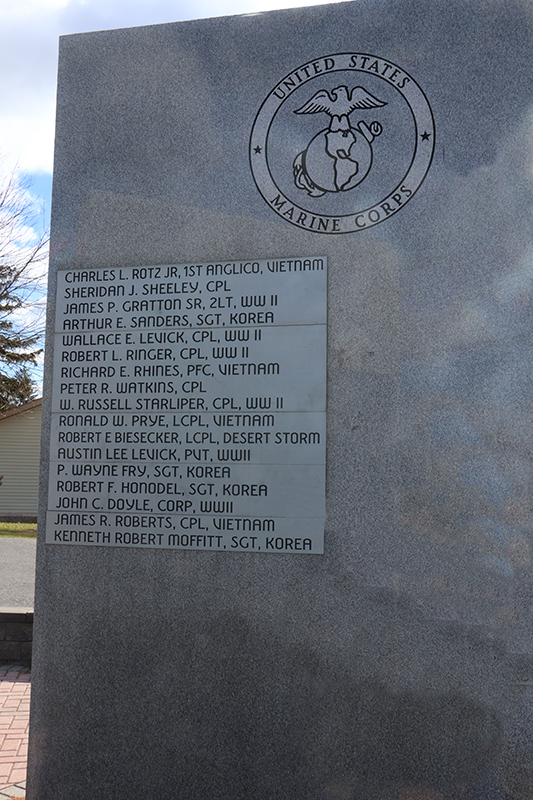 UNITED STATES
MARINE CORPS
CHARLES L. ROTZ JR, 1ST ANGLICO, VIETNAM
SHERIDAN J. SHEELEY, CPL
JAMES P. GRATTON SR, 2LT, WW II
ARTHUR E. SANDERS, SGT, KOREA
WALLACE E. LEVICK, CPL, WW II
ROBERT L. RINGER, CPL, WW II
RICHARD E. RHINES, PFC, VIETNAM
PETER R. WATKINS, CPL
W. RUSSELL STARLIPER, CPL, WW II
RONALD W. PRYE, LCPL, VIETNAM
ROBERT F BIESECKER, LCPL, DESERT STORM
AUSTIN LEE LEVICK, PVT, WWII
P. WAYNE FRY, SGT, KOREA
ROBERT F. HONODEL, SGT, KOREA
JOHN C. DOYLE, CORP, WWII
JAMES R. ROBERTS, CPL, VIETNAM
KENNETH ROBERT MOFFITT, SGT, KOREA